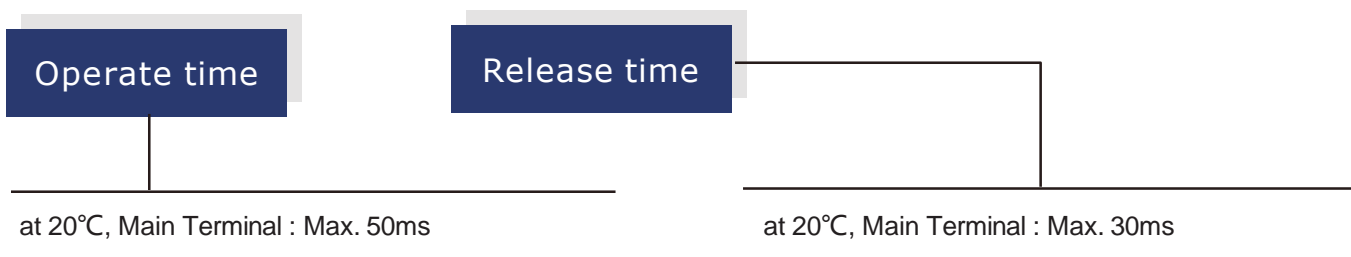 Operate time
Release time
at 20℃, Main Terminal : Max. 50ms
at 20℃, Main Terminal : Max. 30ms